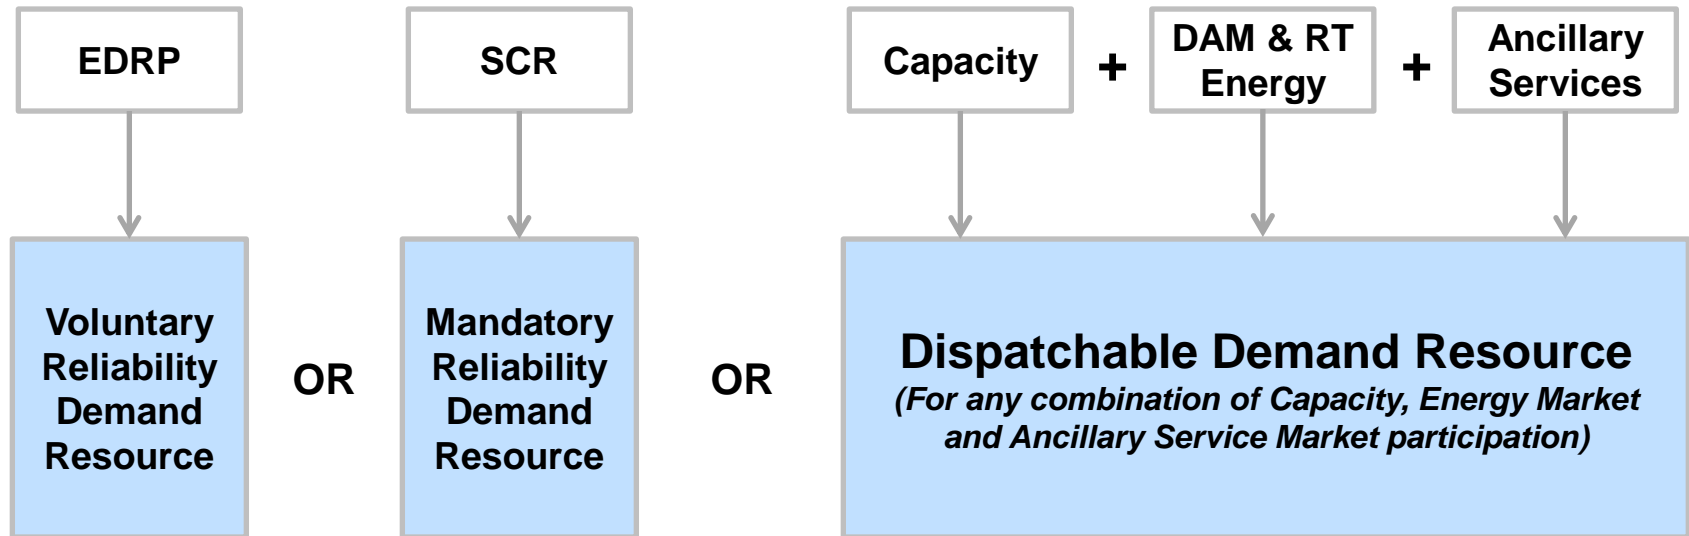 EDRP
SCR
Capacity
+
DAM & RT
Energy
+
Ancillary
Services
Voluntary
Reliability
Demand
Resource
OR
Mandatory
Reliability
Demand
Resource
OR
Dispatchable Demand Resource
(For any combination of Capacity, Energy Market
and Ancillary Service Market participation)